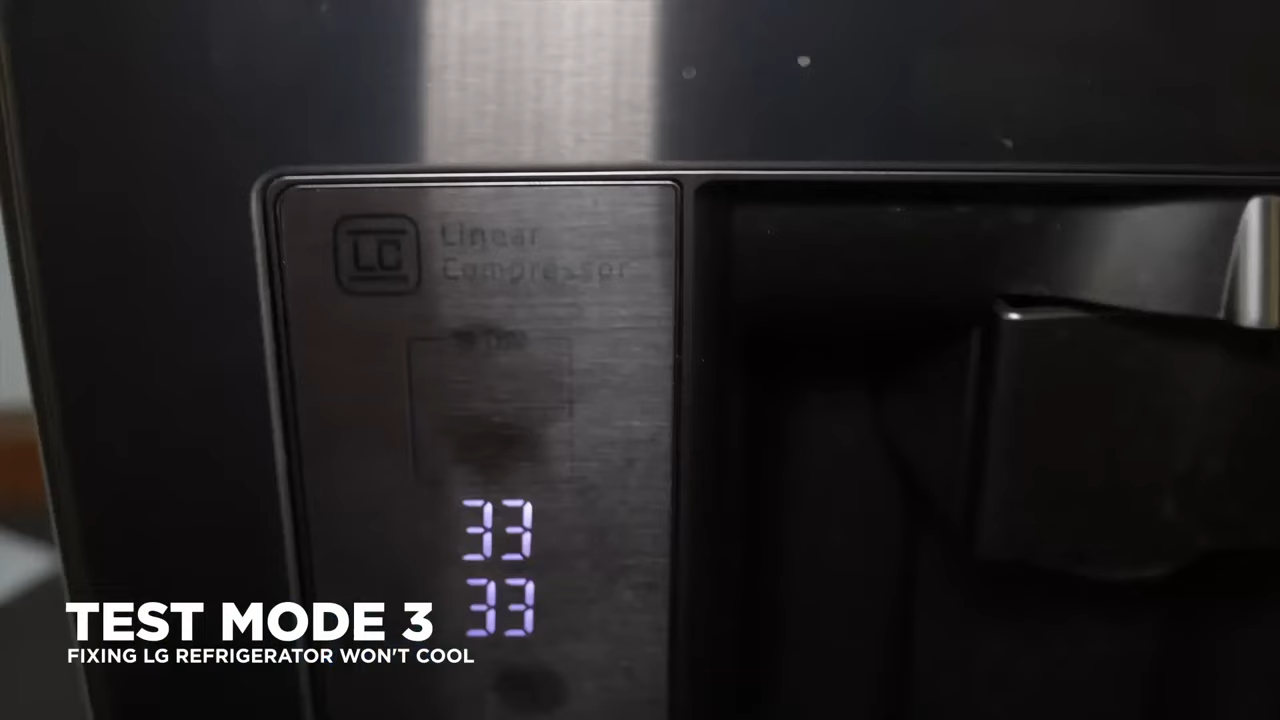 LC
Linear
Compressor
33
33
TEST MODE 3
FIXING LG REFRIGERATOR WON'T COOL